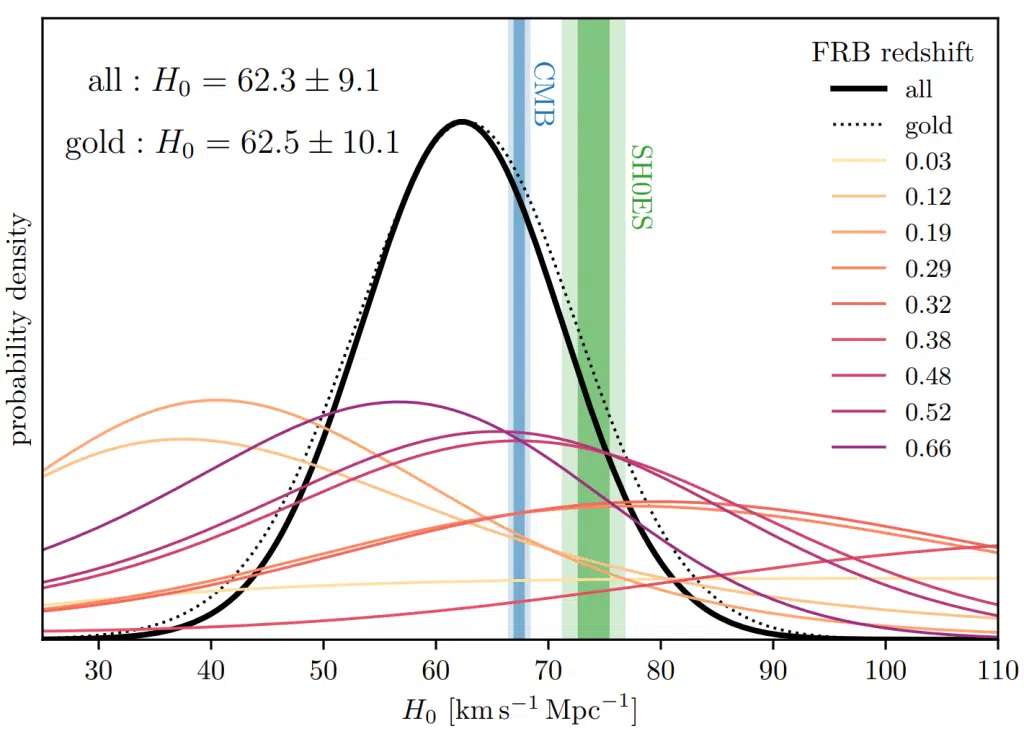 all : H₀ = 62.3 ± 9.1
gold : H₀ = 62.5 ± 10.1
CMB
SH0ES
FRB redshift
all
gold
0.03
0.12
0.19
0.29
0.32
0.38
0.48
0.52
0.66
probability density
30 40 50 60 70 80 90 100 110
H₀ [km s⁻¹ Mpc⁻¹]